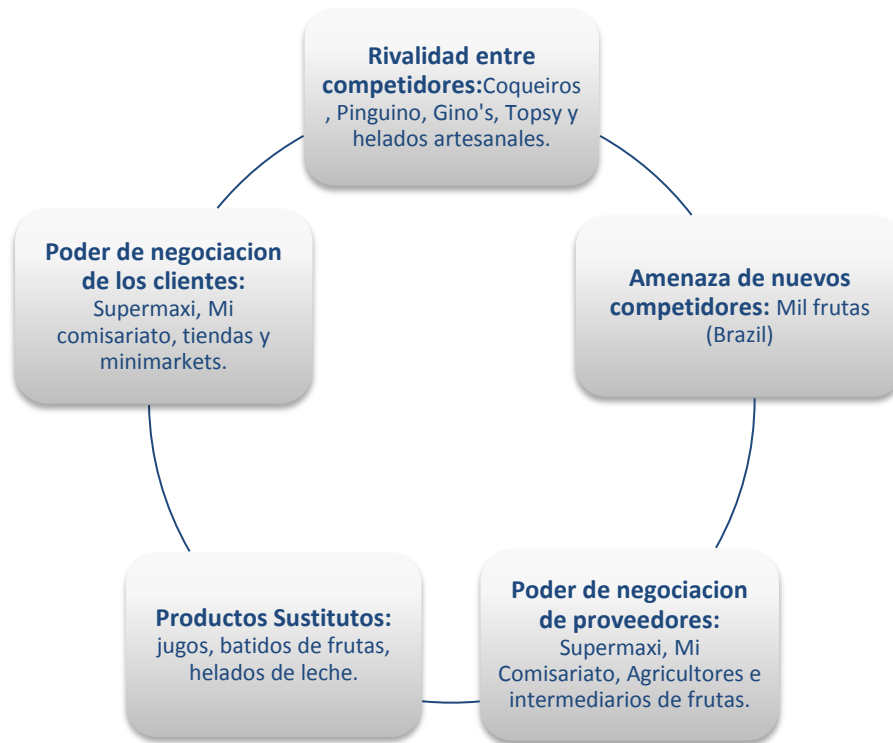 Rivalidad entre
competidores:Coqueiros
, Pinguino, Gino's, Topsy y
helados artesanales.
Amenaza de nuevos
competidores: Mil frutas
(Brazil)
Poder de negociacion
de proveedores:
Supermaxi, Mi
Comisariato, Agricultores e
intermediarios de frutas.
Productos Sustitutos:
jugos, batidos de frutas,
helados de leche.
Poder de negociacion
de los clientes:
Supermaxi, Mi
comisariato, tiendas y
minimarkets.